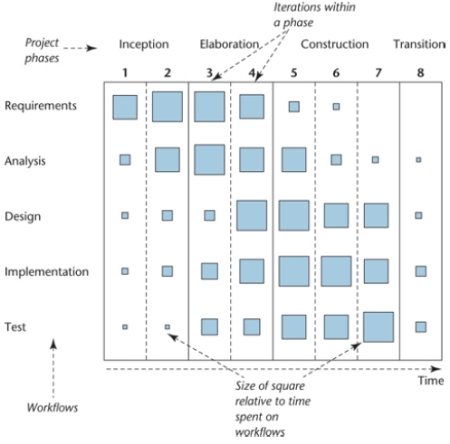 Iterations within
a phase
Project
phases
Inception
Elaboration
Construction
Transition
1 2 3 4 5 6 7 8
Requirements
Analysis
Design
Implementation
Test
Time
Workflows
Size of square
relative to time
spent on
workflows